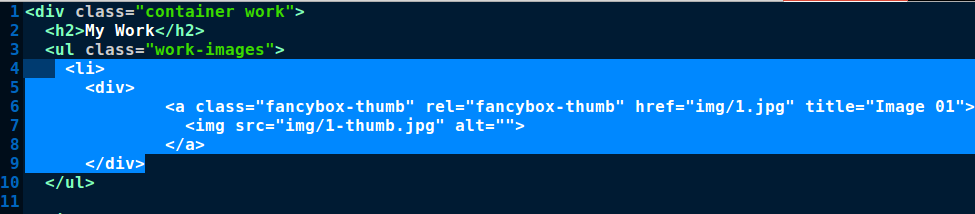 1 <div class="container work">
2   <h2>My Work</h2>
3   <ul class="work-images">
4     <li>
5       <div>
6               <a class="fancybox-thumb" rel="fancybox-thumb" href="img/1.jpg" title="Image 01">
7                 <img src="img/1-thumb.jpg" alt="">
8               </a>
9       </div>
10   </ul>
11